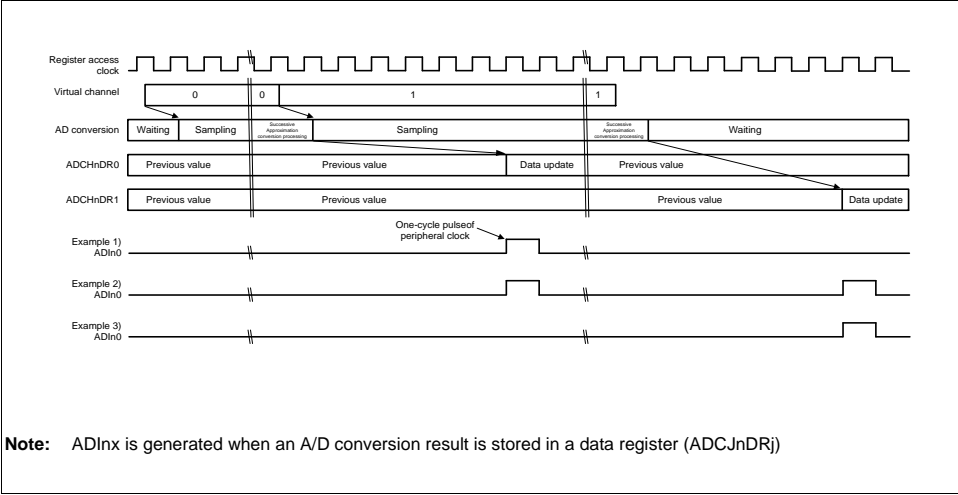 Register access
clock
Virtual channel
0
0
1
1
AD conversion
Waiting
Sampling
Successive
Approximation
conversion processing
Sampling
Successive
Approximation
conversion processing
Waiting
ADCHnDR0
Previous value
Previous value
Data update
Previous value
ADCHnDR1
Previous value
Previous value
Previous value
Data update
One-cycle pulseof
peripheral clock
Example 1)
ADIn0
Example 2)
ADIn0
Example 3)
ADIn0
Note: ADInx is generated when an A/D conversion result is stored in a data register (ADCJnDRj)